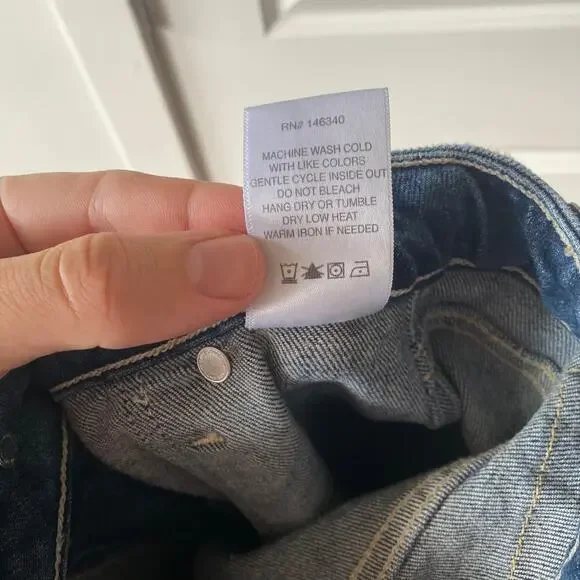 RN# 146340
MACHINE WASH COLD
WITH LIKE COLORS
GENTLE CYCLE INSIDE OUT
DO NOT BLEACH
HANG DRY OR TUMBLE
DRY LOW HEAT
WARM IRON IF NEEDED